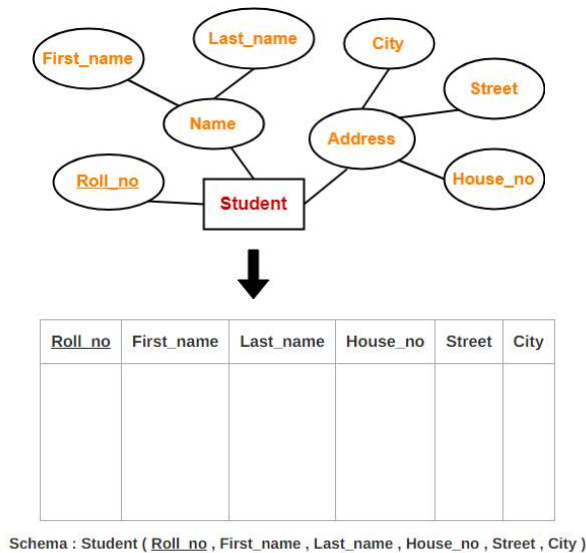 Last_name
City
First_name
Street
Name
Address
Roll_no
House_no
Student
Roll_no First_name Last_name House_no Street City
Schema : Student ( Roll_no , First_name , Last_name , House_no , Street , City )